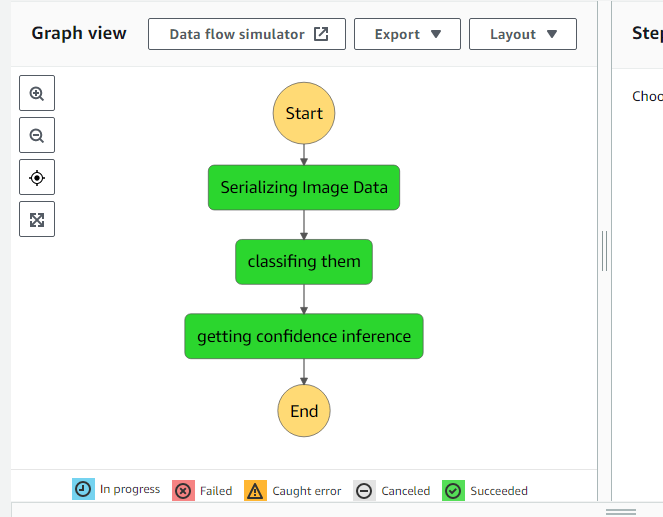 Graph view
Data flow simulator
Export
Layout
Step
Choo
Start
Serializing Image Data
classifing them
getting confidence inference
End
In progress
Failed
Caught error
Canceled
Succeeded